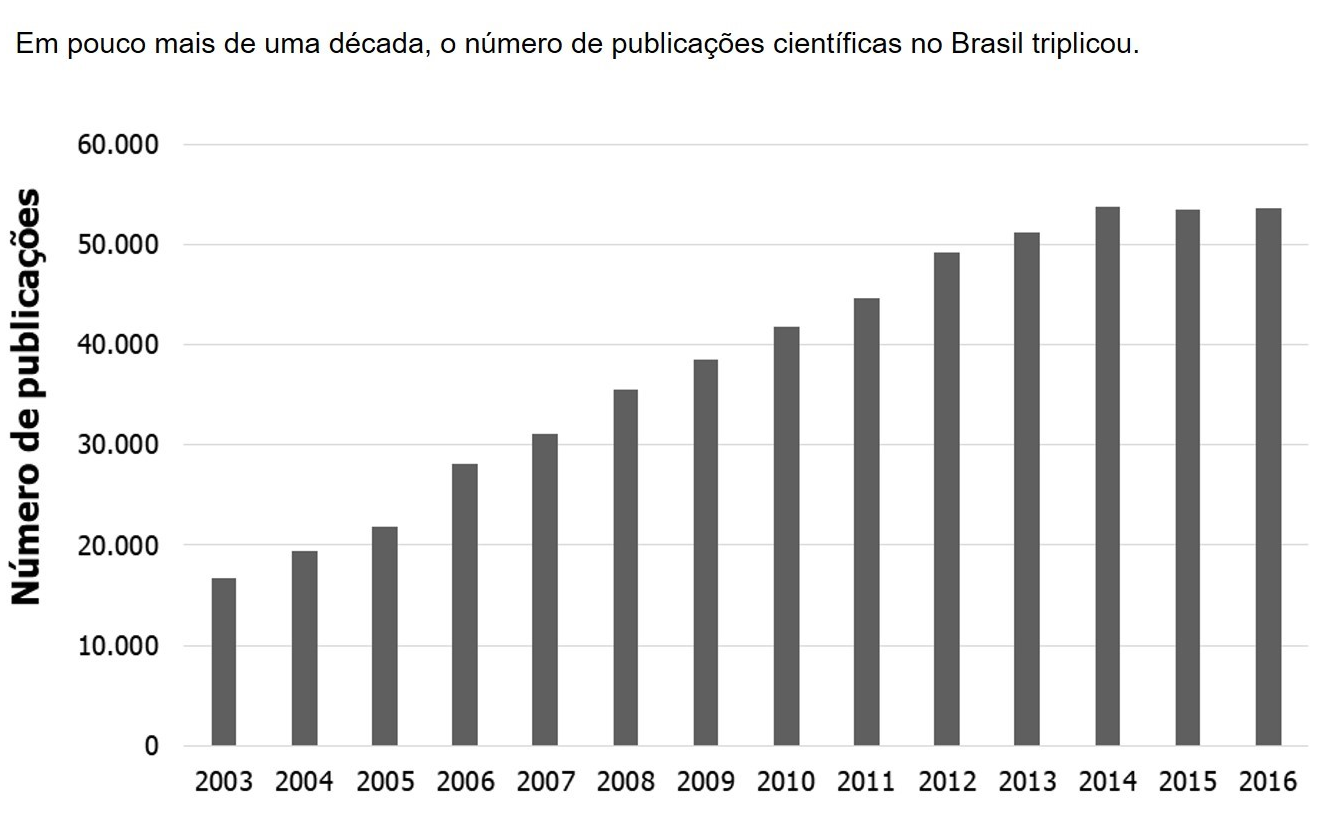 Em pouco mais de uma década, o número de publicações científicas no Brasil triplicou.
Número de publicações
60.000
50.000
40.000
30.000
20.000
10.000
0
2003 2004 2005 2006 2007 2008 2009 2010 2011 2012 2013 2014 2015 2016